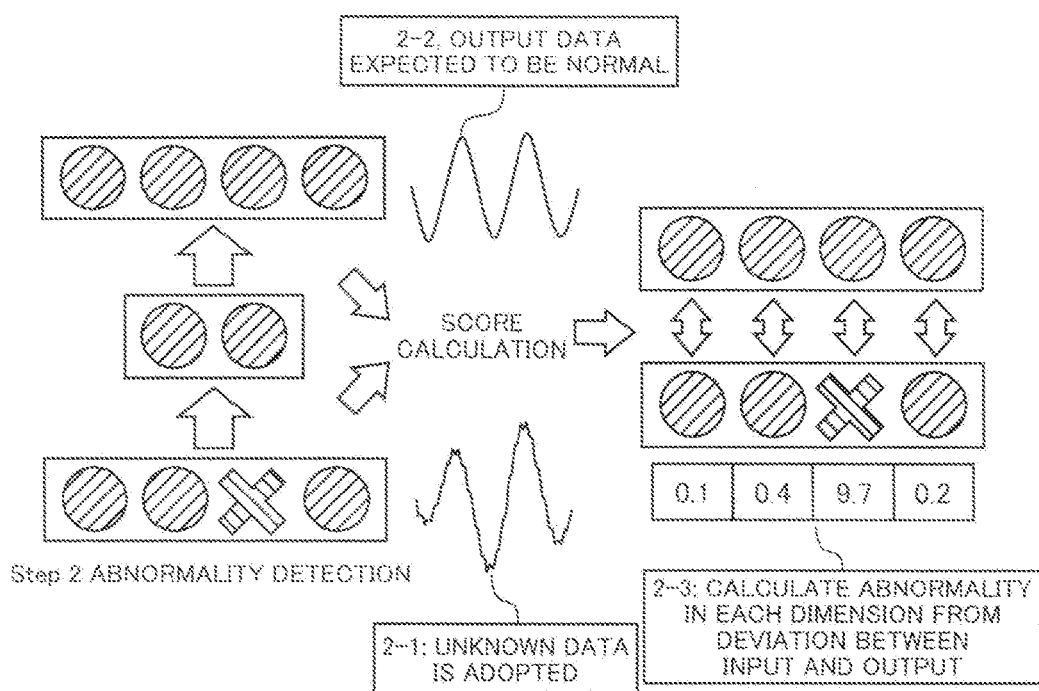 2-2, OUTPUT DATA
EXPECTED TO BE NORMAL
SCORE
CALCULATION
0.1 0.4 9.7 0.2
Step 2 ABNORMALITY DETECTION
2-1: UNKNOWN DATA
IS ADOPTED
2-3: CALCULATE ABNORMALITY
IN EACH DIMENSION FROM
DEVIATION BETWEEN
INPUT AND OUTPUT